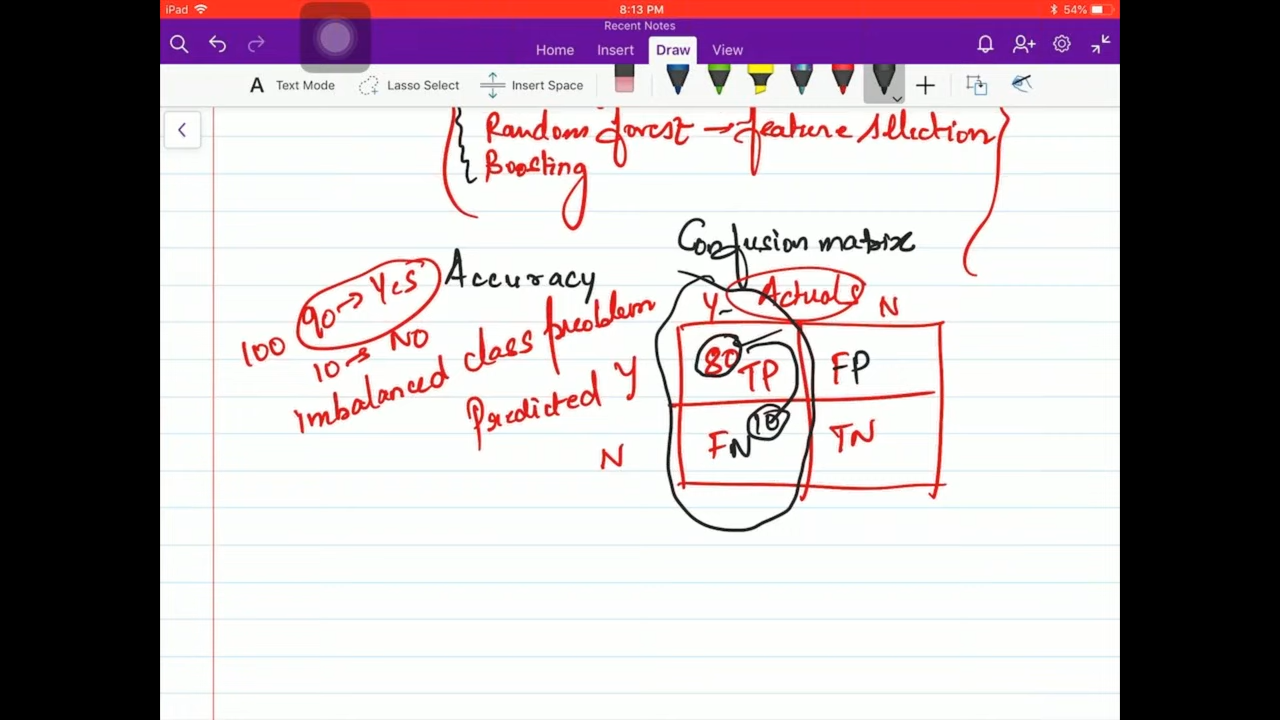 iPad 8:13 PM 54%
Recent Notes
Home Insert Draw View
A Text Mode Lasso Select Insert Space
Random forest → feature selection
Boosting
Confusion matrix
Accuracy
100 90 → Yes
10 → NO
imbalanced class problem
Actuals
Y N
Predicted Y 80 TP FP
N FN 10 TN